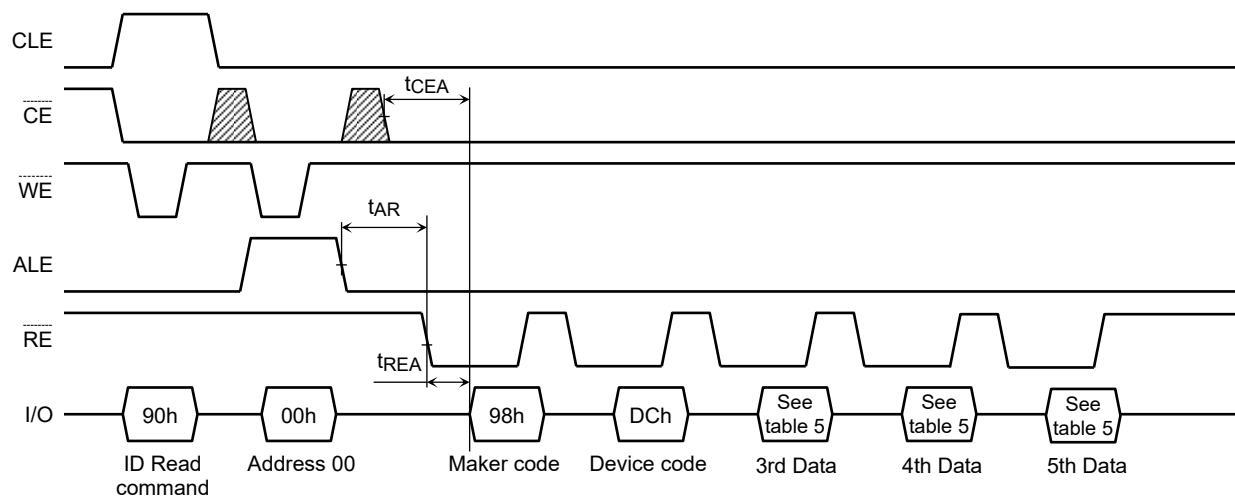 CLE
tCEA
CE
WE
tAR
ALE
RE
tREA
I/O
90h
00h
98h
DCh
See
table 5
See
table 5
See
table 5
ID Read
command
Address 00
Maker code
Device code
3rd Data
4th Data
5th Data